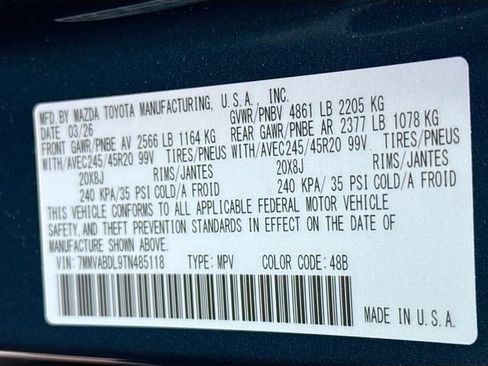 MFD. BY MAZDA TOYOTA MANUFACTURING, U.S.A. INC.
DATE 03/26 GVWR/PNBV 4861 LB 2205 KG
FRONT GAWR/PNBE AV 2566 LB 1164 KG REAR GAWR/PNBE AR 2377 LB 1078 KG
WITH/AVEC245/45R20 99V TIRES/PNEUS WITH/AVEC245/45R20 99V TIRES/PNEUS
20X8J RIMS/JANTES 20X8J RIMS/JANTES
240 KPA/35 PSI COLD/A FROID 240 KPA/35 PSI COLD/A FROID
THIS VEHICLE CONFORMS TO ALL APPLICABLE FEDERAL MOTOR VEHICLE
SAFETY, AND THEFT PREVENTION STANDARDS IN EFFECT ON THE DATE OF
MANUFACTURE SHOWN ABOVE.
VIN: 7MMVABDL9TN485118 TYPE: MPV COLOR CODE: 48B
MADE IN U.S.A.